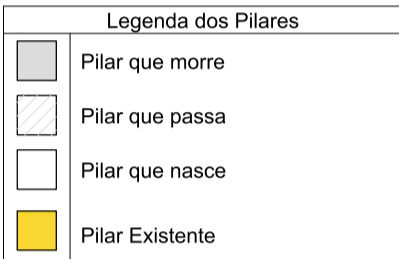 Legenda dos Pilares
Pilar que morre
Pilar que passa
Pilar que nasce
Pilar Existente